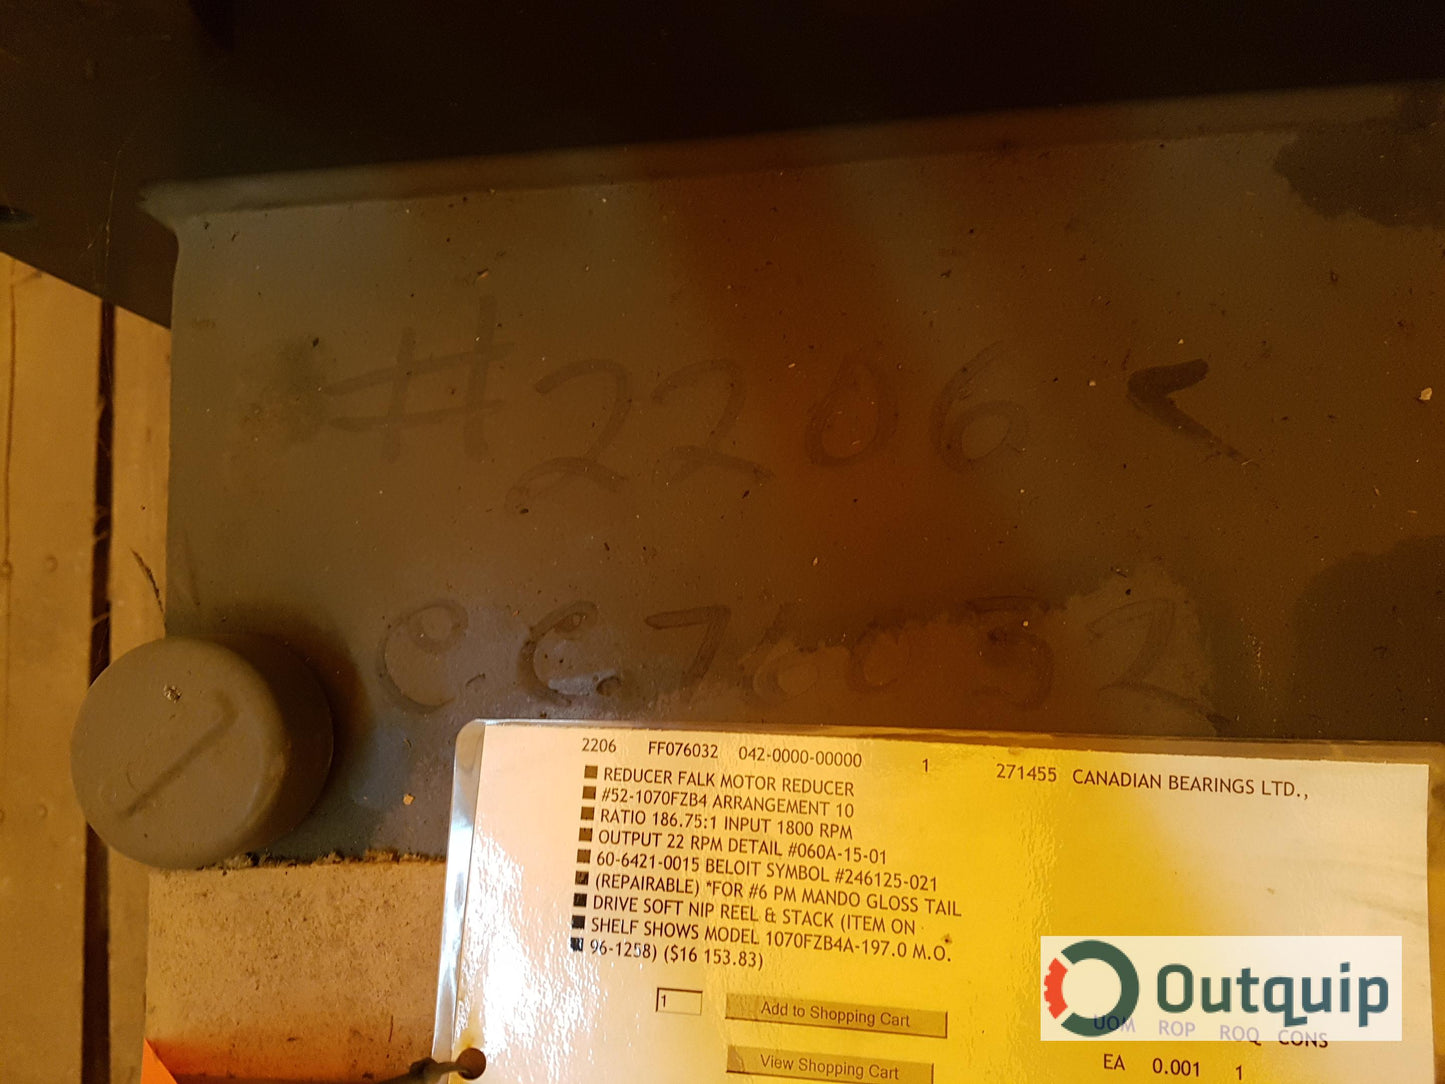 #2206 <
2206 FF076032 042-0000-00000 1 271455 CANADIAN BEARINGS LTD.,
REDUCER FALK MOTOR REDUCER
#52-1070FZB4 ARRANGEMENT 10
RATIO 186.75:1 INPUT 1800 RPM
OUTPUT 22 RPM DETAIL #060A-15-01
60-6421-0015 BELOIT SYMBOL #246125-021
(REPAIRABLE) *FOR #6 PM MANDO GLOSS TAIL
DRIVE SOFT NIP REEL & STACK (ITEM ON
SHELF SHOWS MODEL 1070FZB4A-197.0 M.O.
96-1258) ($16 153.83)
1 Add to Shopping Cart
View Shopping Cart
Outquip
UOM ROP ROQ CONS
EA 0.001 1